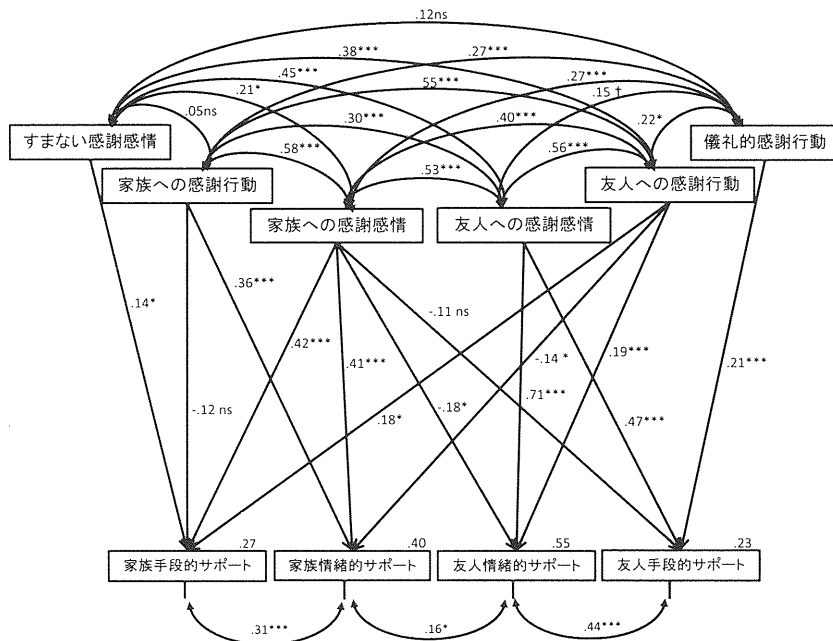 .12ns
.38***
.27***
.45***
.55***
.27***
.21*
.15 †
.05ns
.30***
.40***
.22*
すまない感謝感情
儀礼的感謝行動
.58***
.53***
.56***
家族への感謝行動
友人への感謝行動
家族への感謝感情
友人への感謝感情
.36***
-.11 ns
.14*
.42***
.41***
-.14 *
.19***
.21***
-.12 ns
.18*
-.18*
.71***
.47***
.27
.40
.55
.23
家族手段的サポート
家族情緒的サポート
友人情緒的サポート
友人手段的サポート
.31***
.16*
.44***